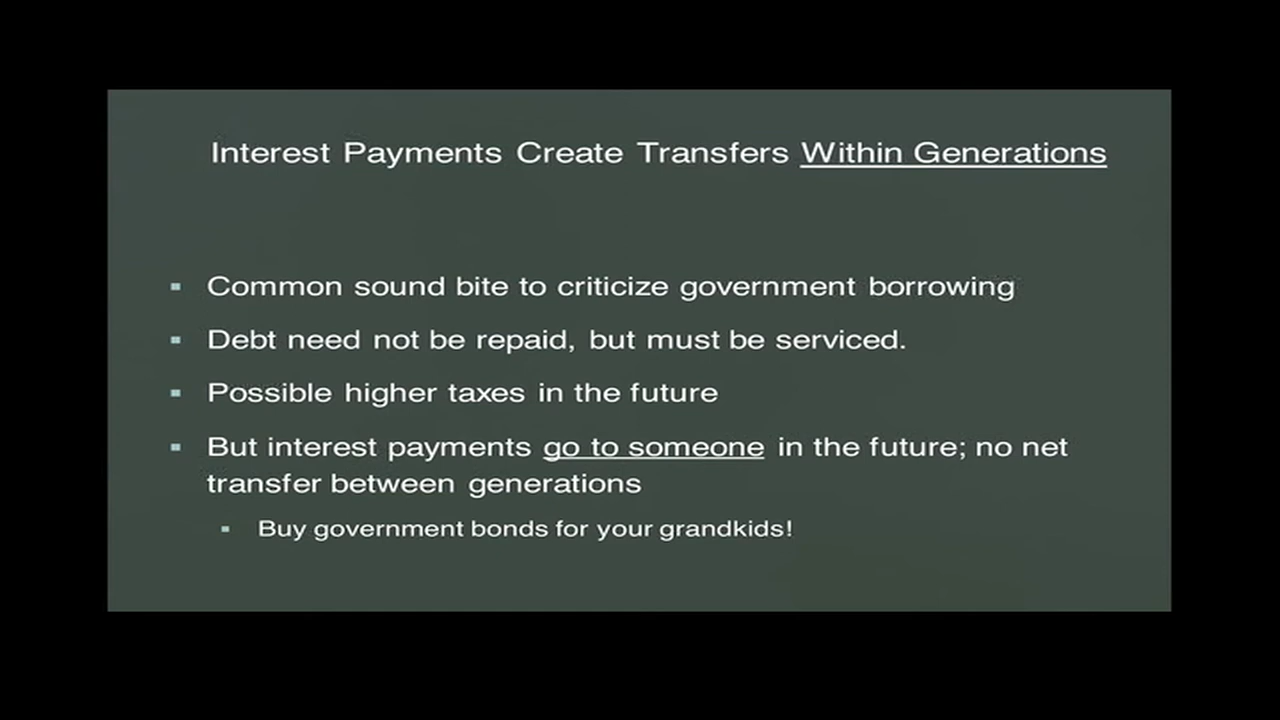 Interest Payments Create Transfers Within Generations
Common sound bite to criticize government borrowing
Debt need not be repaid, but must be serviced.
Possible higher taxes in the future
But interest payments go to someone in the future; no net
transfer between generations
Buy government bonds for your grandkids!